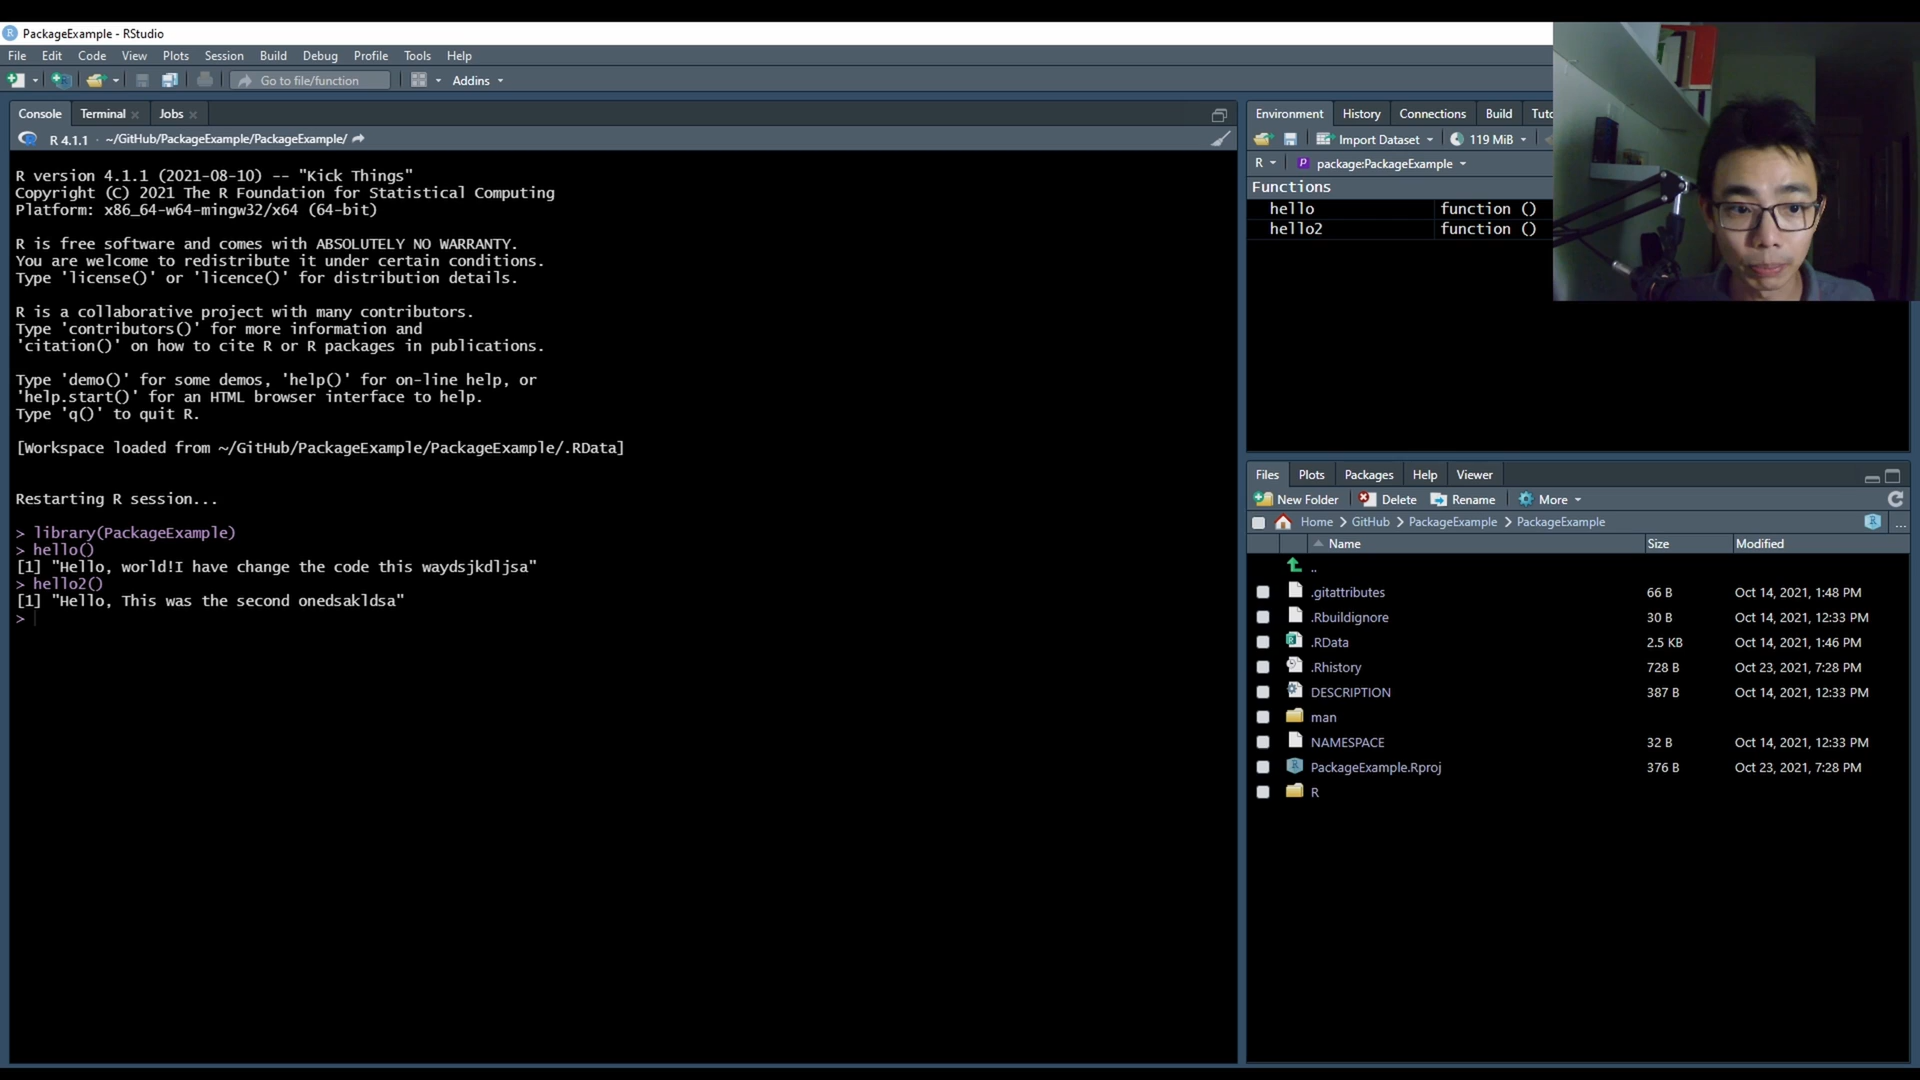 PackageExample - RStudio
File Edit Code View Plots Session Build Debug Profile Tools Help
Go to file/function Addins
Console Terminal Jobs
R 4.1.1 · ~/GitHub/PackageExample/PackageExample/
R version 4.1.1 (2021-08-10) -- "Kick Things"
Copyright (C) 2021 The R Foundation for Statistical Computing
Platform: x86_64-w64-mingw32/x64 (64-bit)
R is free software and comes with ABSOLUTELY NO WARRANTY.
You are welcome to redistribute it under certain conditions.
Type 'license()' or 'licence()' for distribution details.
R is a collaborative project with many contributors.
Type 'contributors()' for more information and
'citation()' on how to cite R or R packages in publications.
Type 'demo()' for some demos, 'help()' for on-line help, or
'help.start()' for an HTML browser interface to help.
Type 'q()' to quit R.
[Workspace loaded from ~/GitHub/PackageExample/PackageExample/.RData]
Restarting R session...
> library(PackageExample)
> hello()
[1] "Hello, world!I have change the code this waydsjkdljsa"
> hello2()
[1] "Hello, This was the second onedsakldsa"
>
Environment History Connections Build Tuto
Import Dataset 119 MiB
R package:PackageExample
Functions
hello function ()
hello2 function ()
Files Plots Packages Help Viewer
New Folder Delete Rename More
Home GitHub PackageExample PackageExample ...
Name Size Modified
..
.gitattributes 66 B Oct 14, 2021, 1:48 PM
.Rbuildignore 30 B Oct 14, 2021, 12:33 PM
.RData 2.5 KB Oct 14, 2021, 1:46 PM
.Rhistory 728 B Oct 23, 2021, 7:28 PM
DESCRIPTION 387 B Oct 14, 2021, 12:33 PM
man
NAMESPACE 32 B Oct 14, 2021, 12:33 PM
PackageExample.Rproj 376 B Oct 23, 2021, 7:28 PM
R